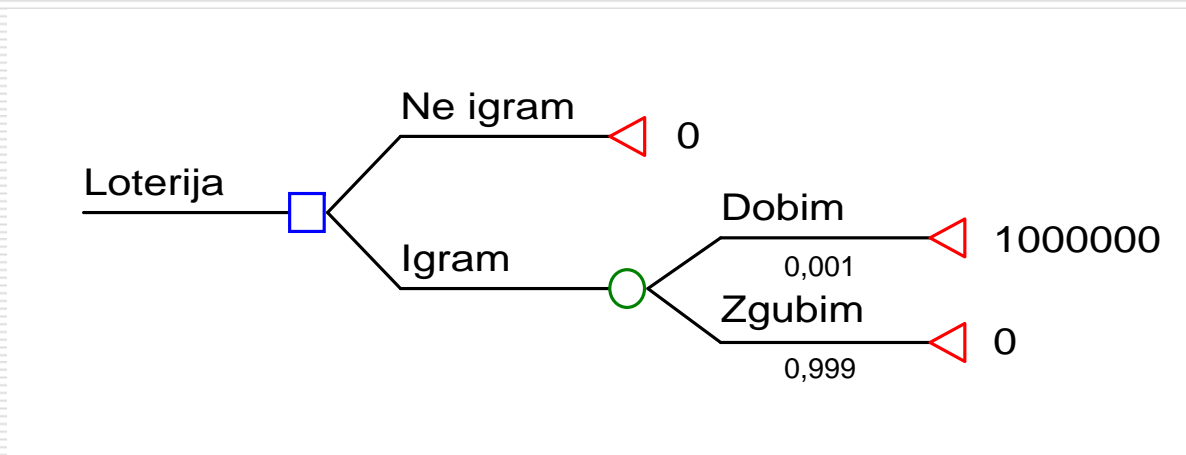 Ne igram
0
Loterija
Dobim
1000000
0,001
Igram
Zgubim
0
0,999